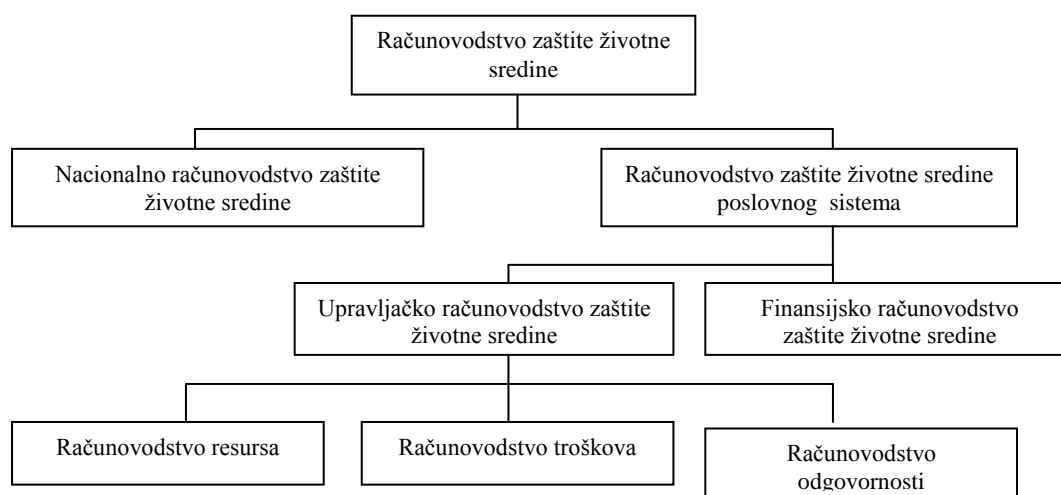 Računovodstvo zaštite životne
sredine
Nacionalno računovodstvo zaštite
životne sredine
Računovodstvo zaštite životne sredine
poslovnog sistema
Upravljačko računovodstvo zaštite
životne sredine
Finansijsko računovodstvo
zaštite životne sredine
Računovodstvo resursa
Računovodstvo troškova
Računovodstvo
odgovornosti